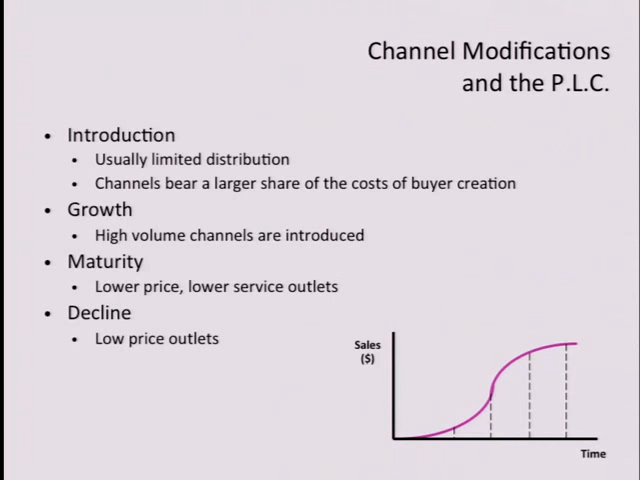 Channel Modifications
and the P.L.C.
• Introduction
• Usually limited distribution
• Channels bear a larger share of the costs of buyer creation
• Growth
• High volume channels are introduced
• Maturity
• Lower price, lower service outlets
• Decline
• Low price outlets
Sales
($)
Time